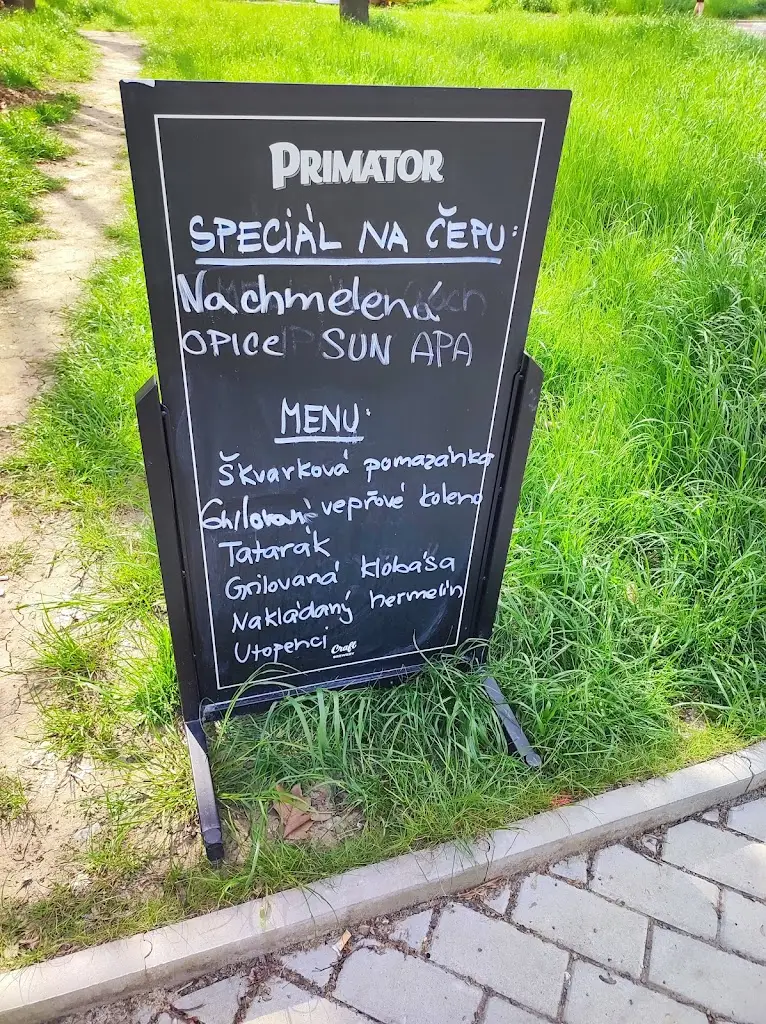 PRIMATOR
SPECIÁL NA ČEPU:
Nachmelená
OPICE SUN APA
MENU:
Škvarková pomazánka
Grilované vepřové koleno
Tatarák
Grilovaná klobása
Nakládaný hermelín
Utopenci
Craft